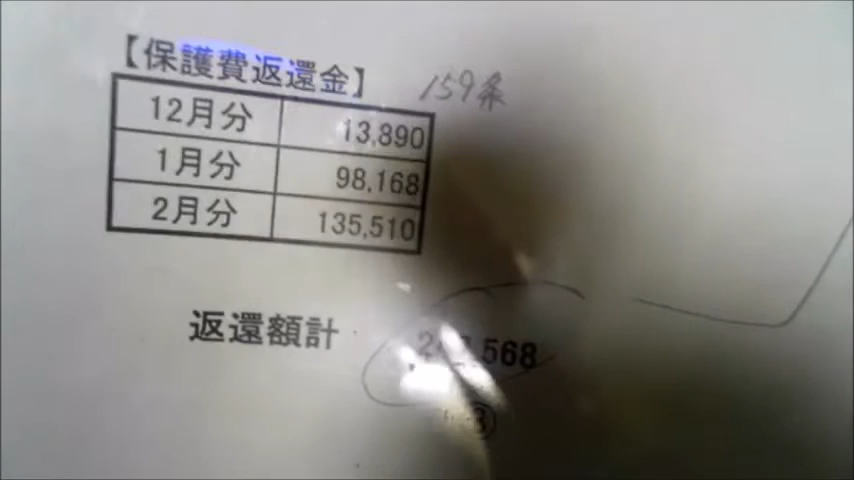 【保護費返還金】
159条
12月分 13,890
1月分 98,168
2月分 135,510
返還額計
,568